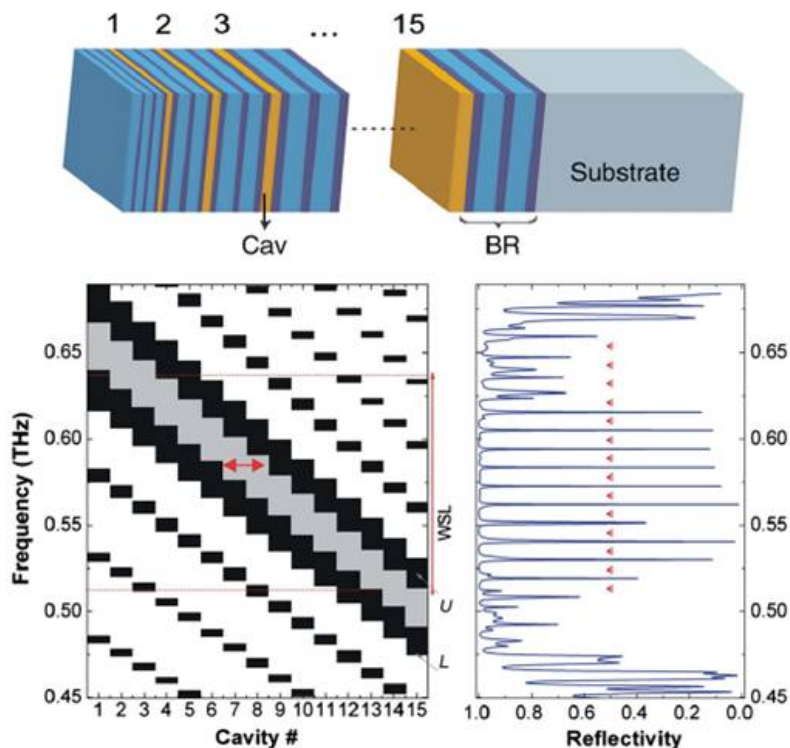 1 2 3 ... 15
Substrate
Cav
BR
Frequency (THz)
0.65
0.60
0.55
0.50
0.45
WSL
U
L
1 2 3 4 5 6 7 8 9 10 11 12 13 14 15
Cavity #
0.65
0.60
0.55
0.50
0.45
1.0 0.8 0.6 0.4 0.2 0.0
Reflectivity